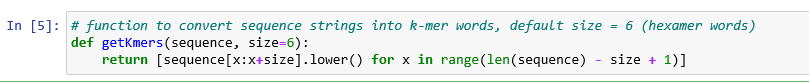 In [5]: # function to convert sequence strings into k-mer words, default size = 6 (hexamer words)
def getKmers(sequence, size=6):
    return [sequence[x:x+size].lower() for x in range(len(sequence) - size + 1)]